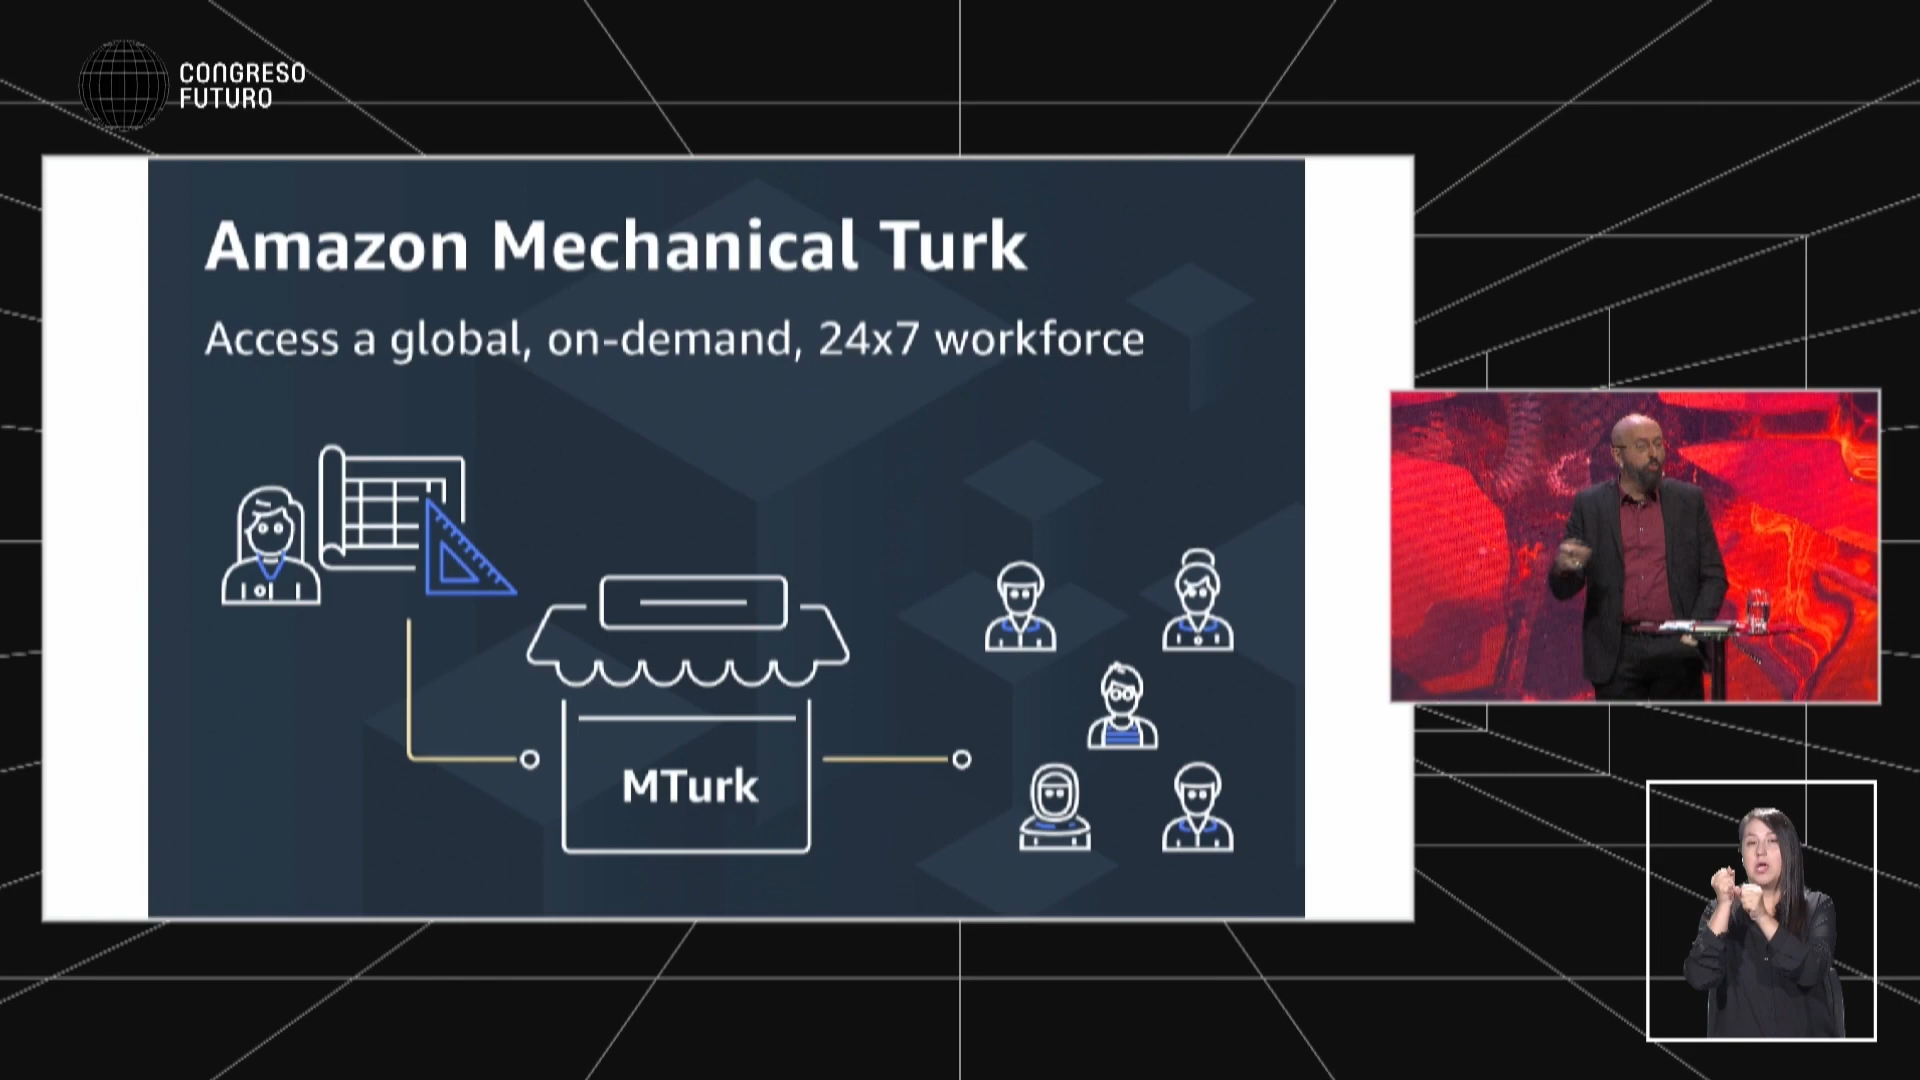 CONGRESO
FUTURO
Amazon Mechanical Turk
Access a global, on-demand, 24x7 workforce
MTurk